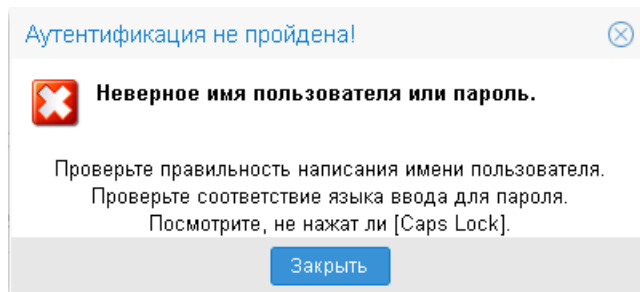 Аутентификация не пройдена!
Неверное имя пользователя или пароль.
Проверьте правильность написания имени пользователя.
Проверьте соответствие языка ввода для пароля.
Посмотрите, не нажат ли [Caps Lock].
Закрыть